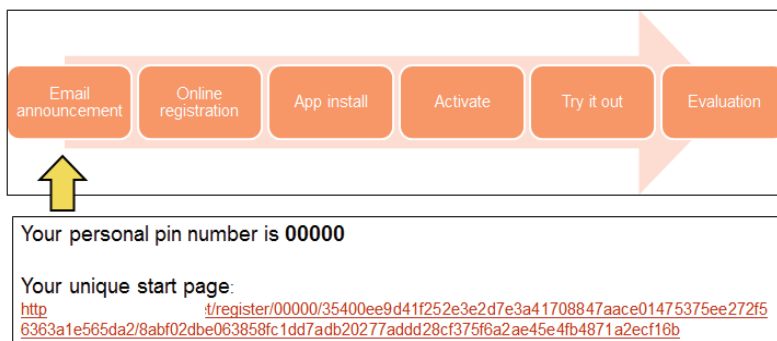 Email announcement
Online registration
App install
Activate
Try it out
Evaluation
Your personal pin number is 00000
Your unique start page:
http t/register/00000/35400ee9d41f252e3e2d7e3a41708847aace01475375ee272f5
6363a1e565da2/8abf02dbe063858fc1dd7adb20277addd28cf375f6a2ae45e4fb4871a2ecf16b